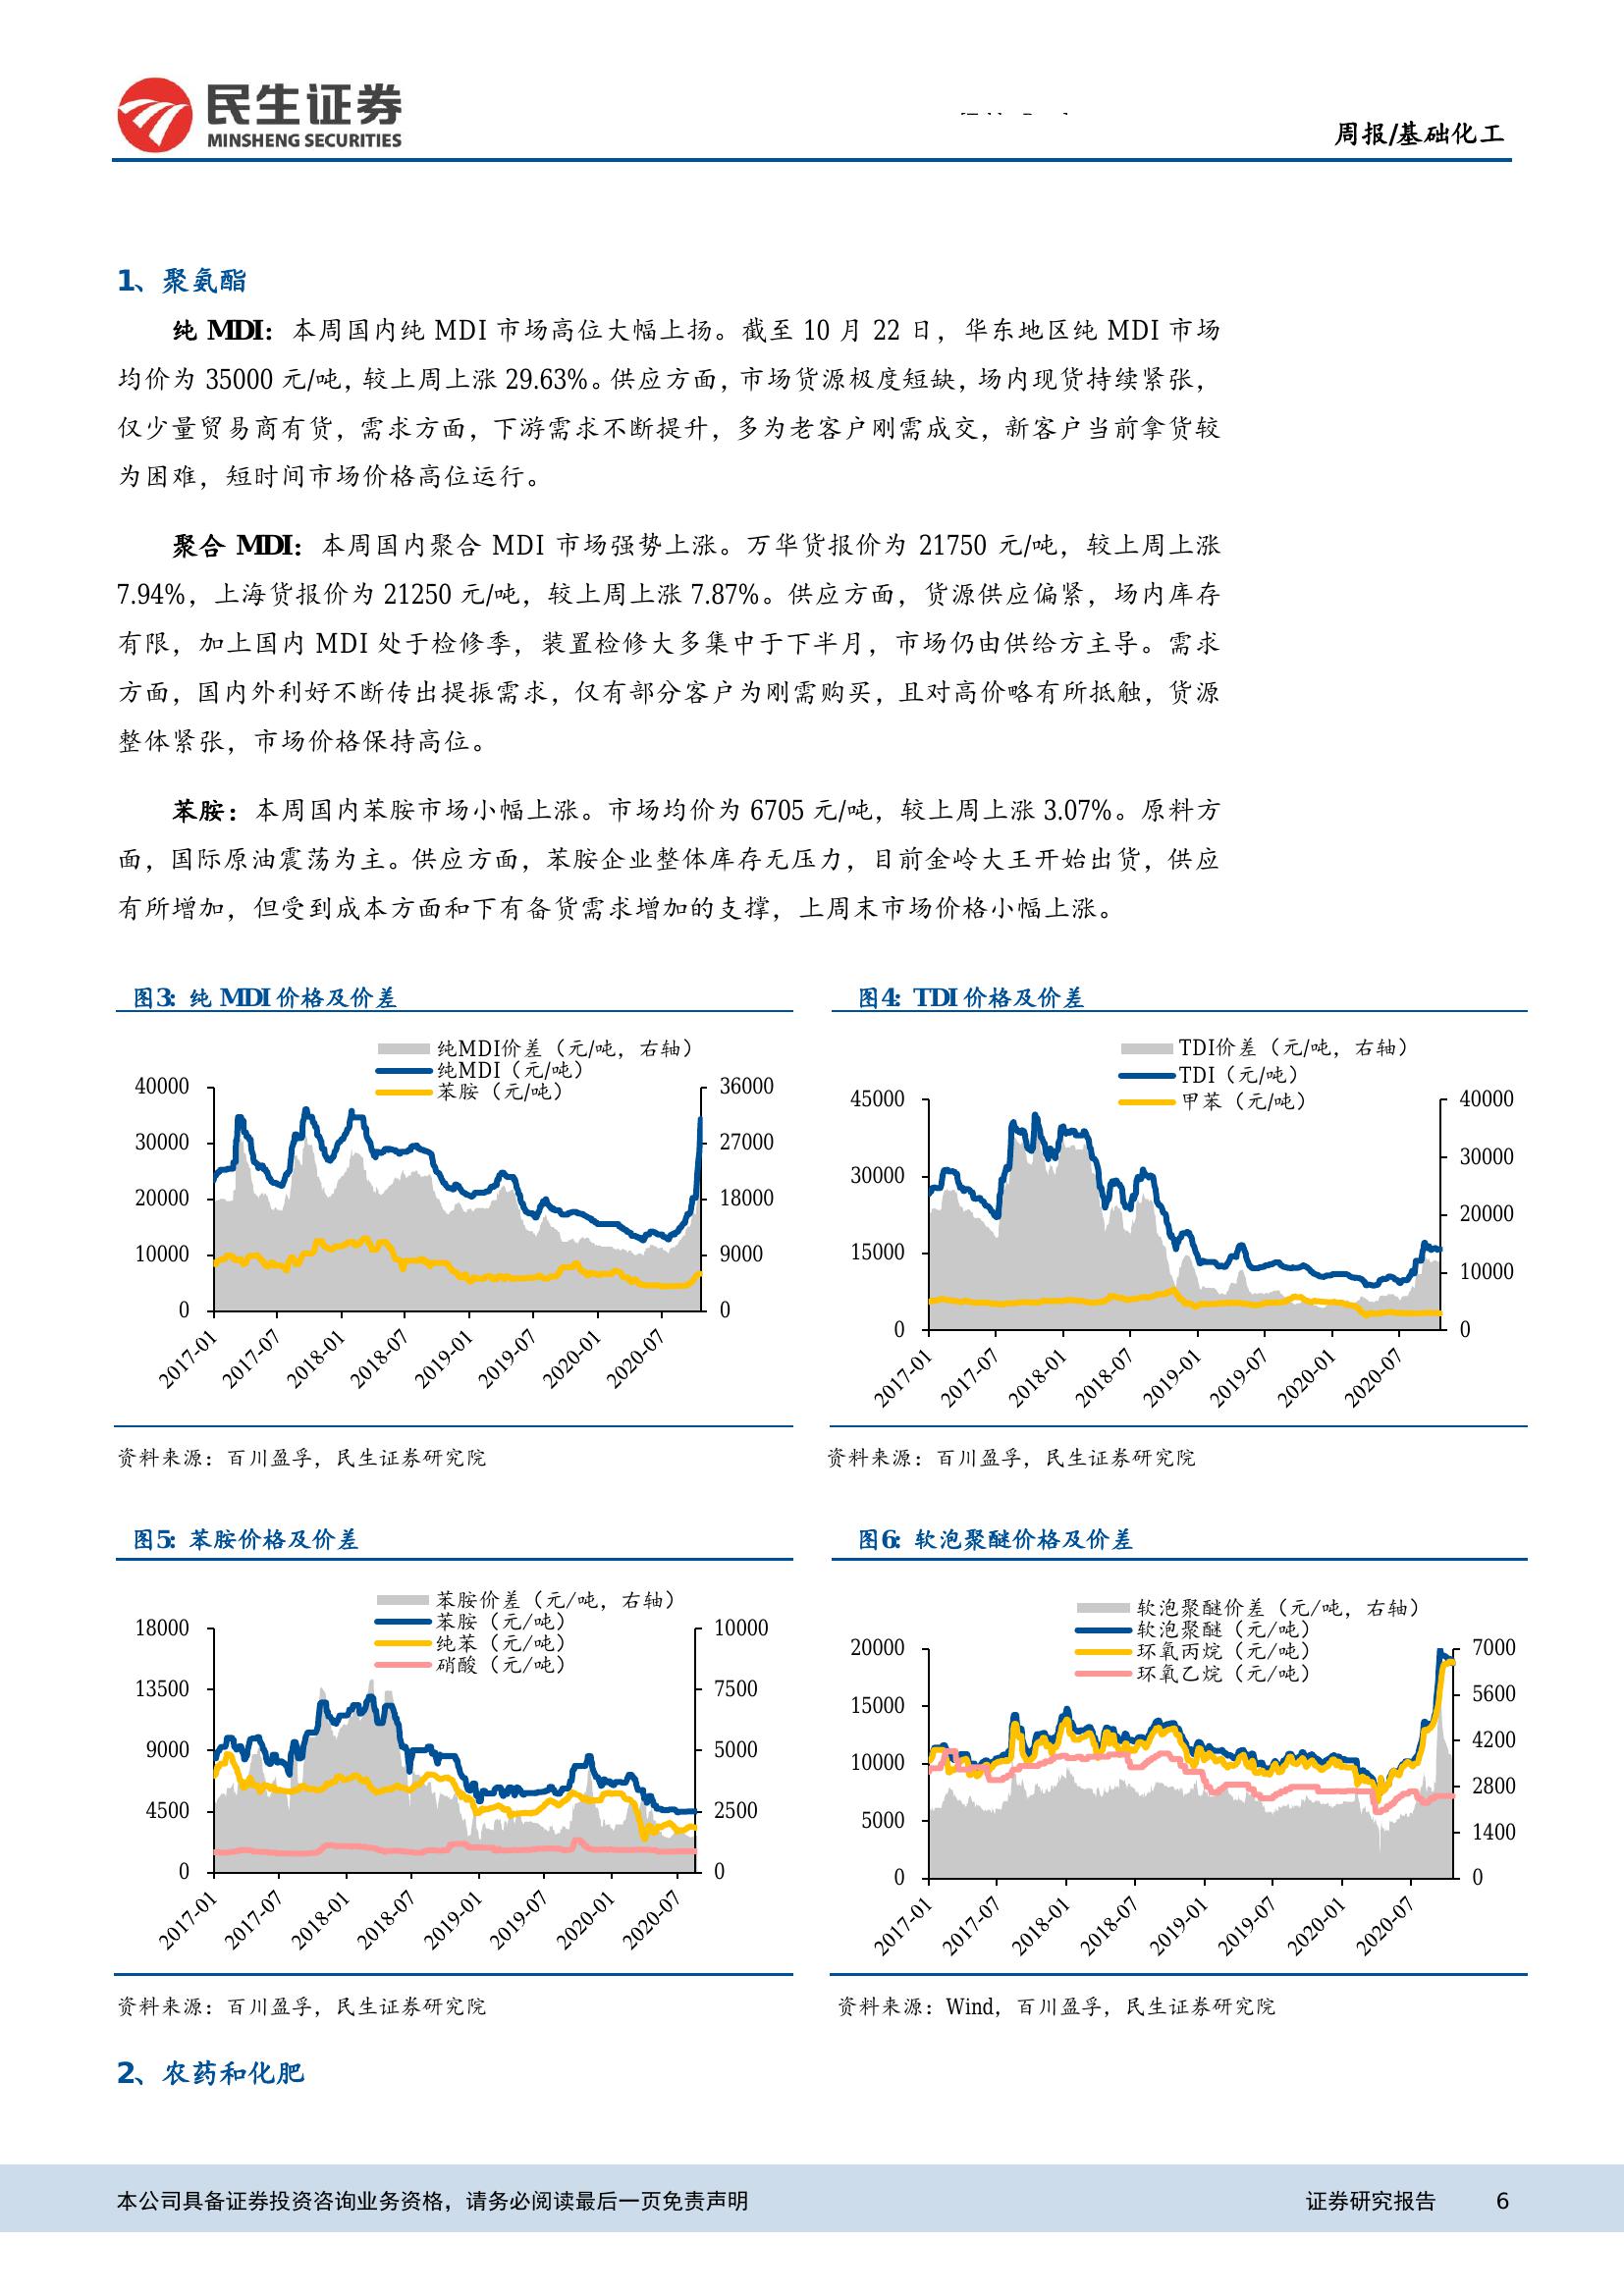 民生证券
MINSHENG SECURITIES
周报/基础化工
1、聚氨酯
纯 MDI：本周国内纯 MDI 市场高位大幅上扬。截至 10 月 22 日，华东地区纯 MDI 市场
均价为 35000 元/吨，较上周上涨 29.63%。供应方面，市场货源极度短缺，场内现货持续紧张，
仅少量贸易商有货，需求方面，下游需求不断提升，多为老客户刚需成交，新客户当前拿货较
为困难，短时间市场价格高位运行。
聚合 MDI：本周国内聚合 MDI 市场强势上涨。万华货报价为 21750 元/吨，较上周上涨
7.94%，上海货报价为 21250 元/吨，较上周上涨 7.87%。供应方面，货源供应偏紧，场内库存
有限，加上国内 MDI 处于检修季，装置检修大多集中于下半月，市场仍由供给方主导。需求
方面，国内外利好不断传出提振需求，仅有部分客户为刚需购买，且对高价略有所抵触，货源
整体紧张，市场价格保持高位。
苯胺：本周国内苯胺市场小幅上涨。市场均价为 6705 元/吨，较上周上涨 3.07%。原料方
面，国际原油震荡为主。供应方面，苯胺企业整体库存无压力，目前金岭大王开始出货，供应
有所增加，但受到成本方面和下有备货需求增加的支撑，上周末市场价格小幅上涨。
图3：纯 MDI 价格及价差
纯MDI价差（元/吨，右轴）
纯MDI（元/吨）
苯胺（元/吨）
40000
30000
20000
10000
0
36000
27000
18000
9000
0
2017-01
2017-07
2018-01
2018-07
2019-01
2019-07
2020-01
2020-07
资料来源：百川盈孚，民生证券研究院
图4：TDI 价格及价差
TDI价差（元/吨，右轴）
TDI（元/吨）
甲苯（元/吨）
45000
30000
15000
0
40000
30000
20000
10000
0
2017-01
2017-07
2018-01
2018-07
2019-01
2019-07
2020-01
2020-07
资料来源：百川盈孚，民生证券研究院
图5：苯胺价格及价差
苯胺价差（元/吨，右轴）
苯胺（元/吨）
纯苯（元/吨）
硝酸（元/吨）
18000
13500
9000
4500
0
10000
7500
5000
2500
0
2017-01
2017-07
2018-01
2018-07
2019-01
2019-07
2020-01
2020-07
资料来源：百川盈孚，民生证券研究院
图6：软泡聚醚价格及价差
软泡聚醚价差（元/吨，右轴）
软泡聚醚（元/吨）
环氧丙烷（元/吨）
环氧乙烷（元/吨）
20000
15000
10000
5000
0
7000
5600
4200
2800
1400
0
2017-01
2017-07
2018-01
2018-07
2019-01
2019-07
2020-01
2020-07
资料来源：Wind，百川盈孚，民生证券研究院
2、农药和化肥
本公司具备证券投资咨询业务资格，请务必阅读最后一页免责声明
证券研究报告 6